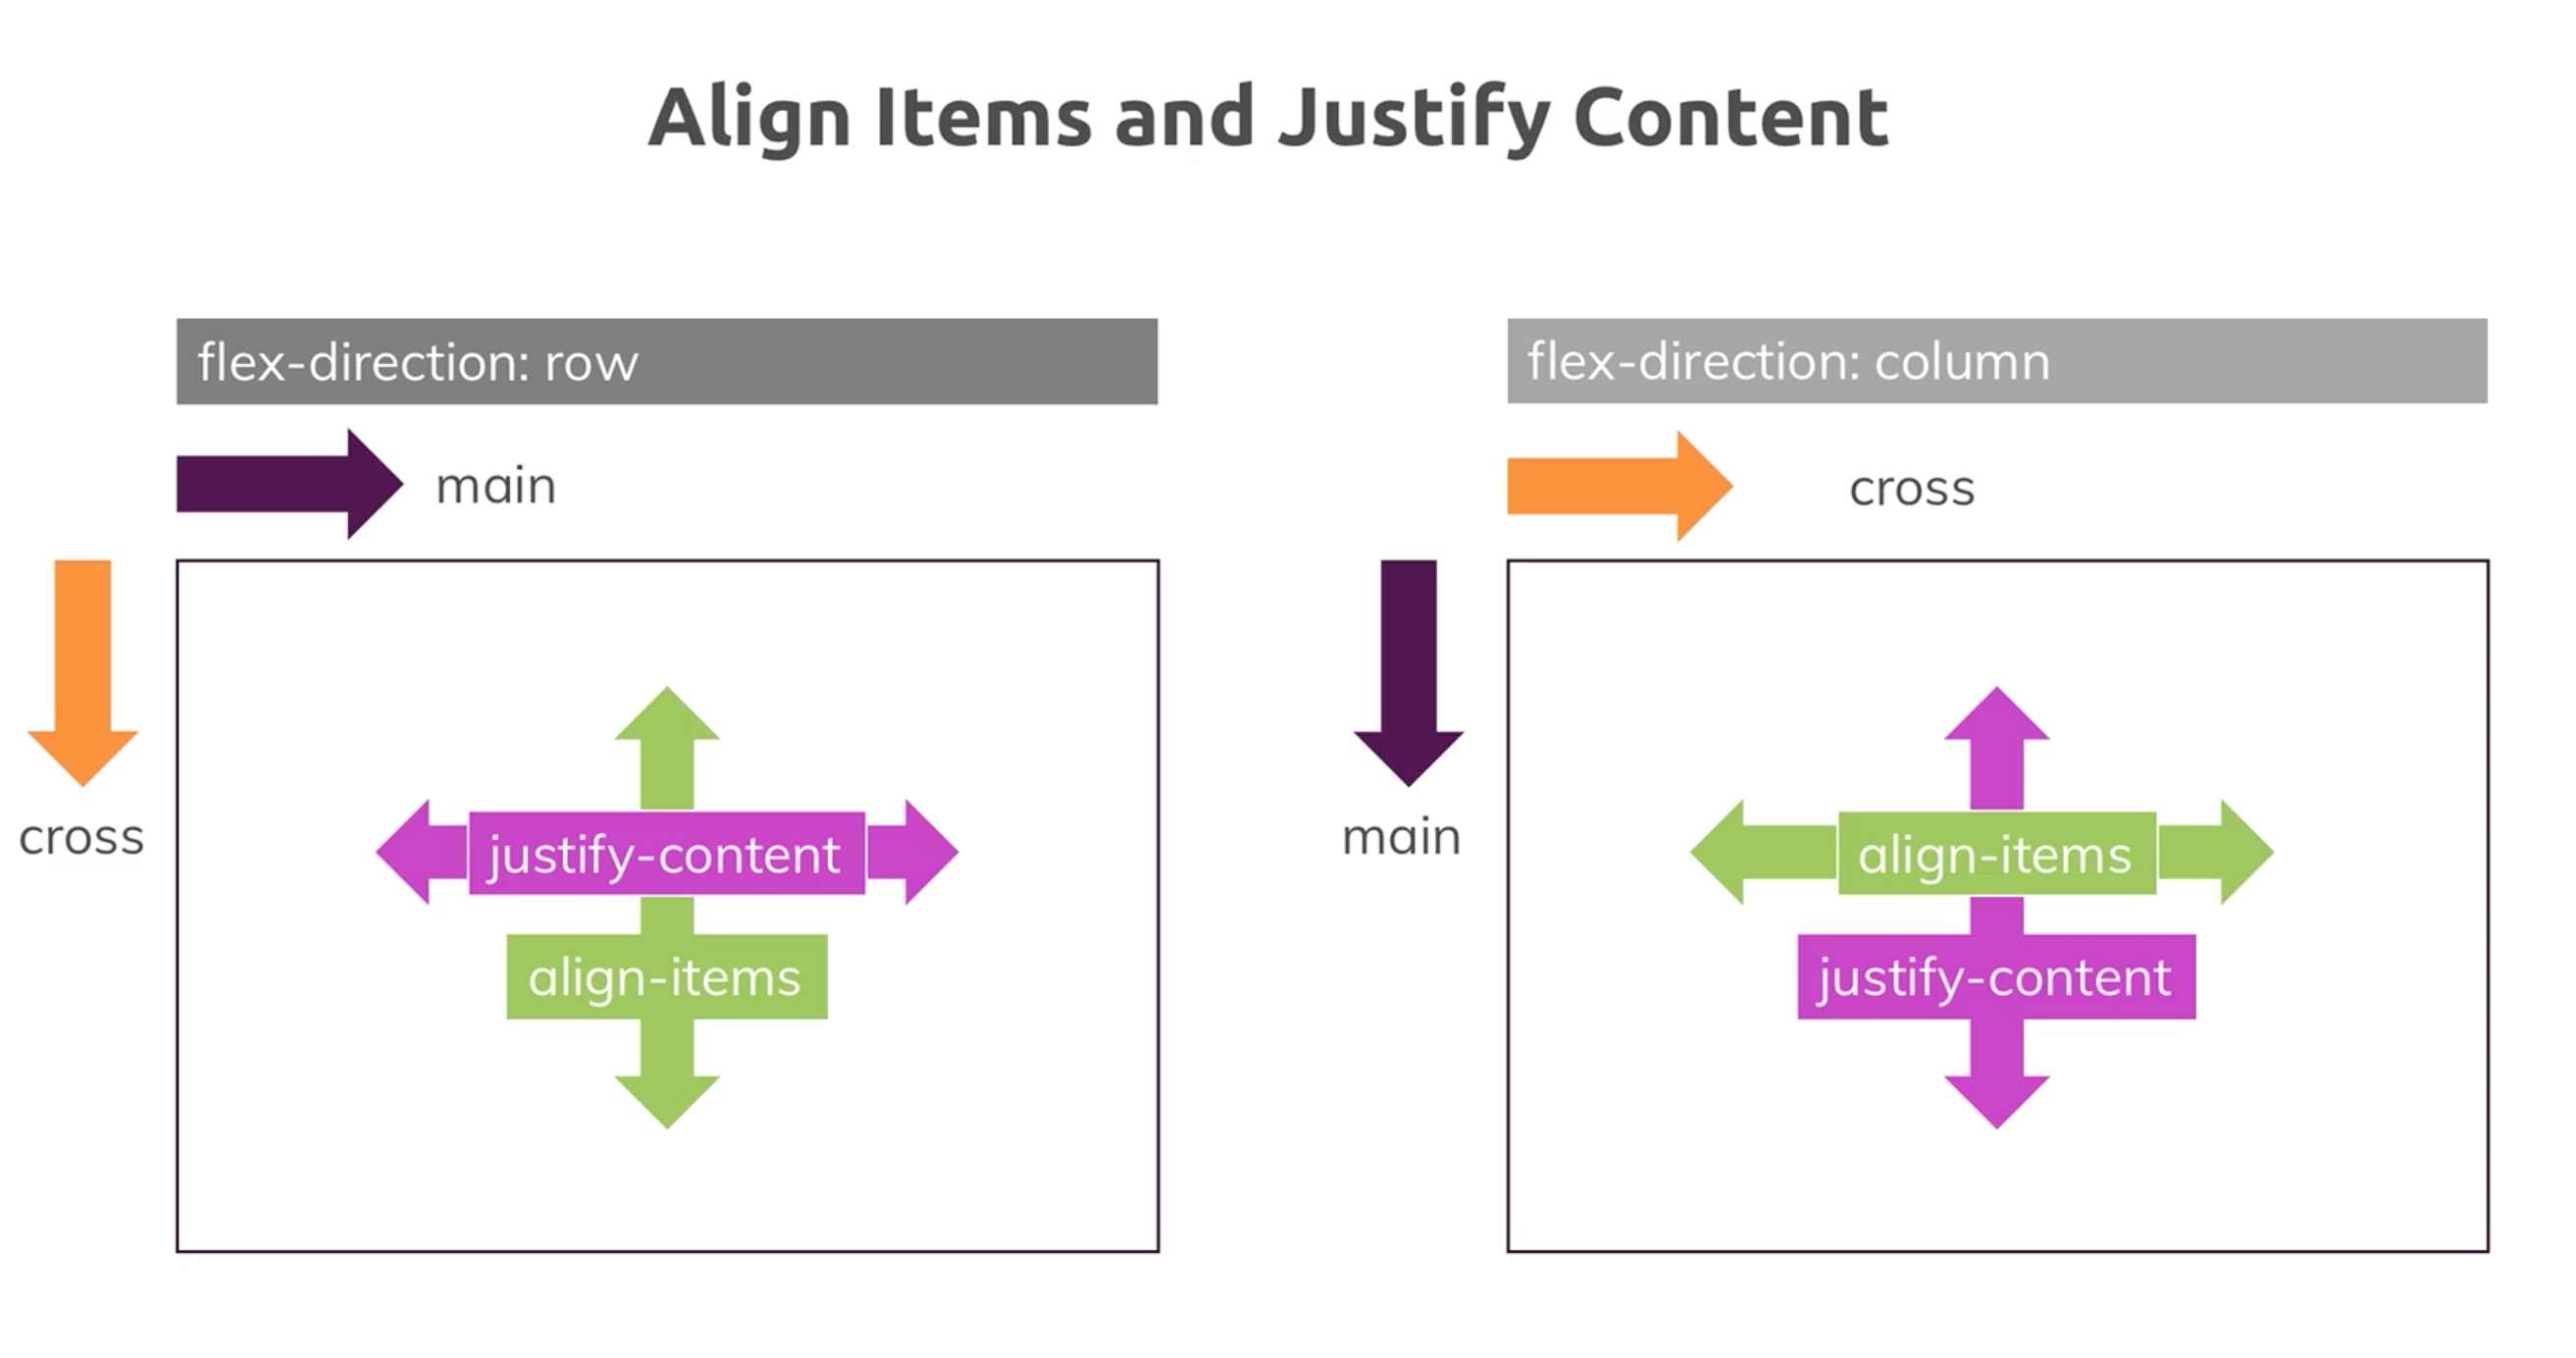 Align Items and Justify Content
flex-direction: row
main
cross
justify-content
align-items
flex-direction: column
cross
main
align-items
justify-content